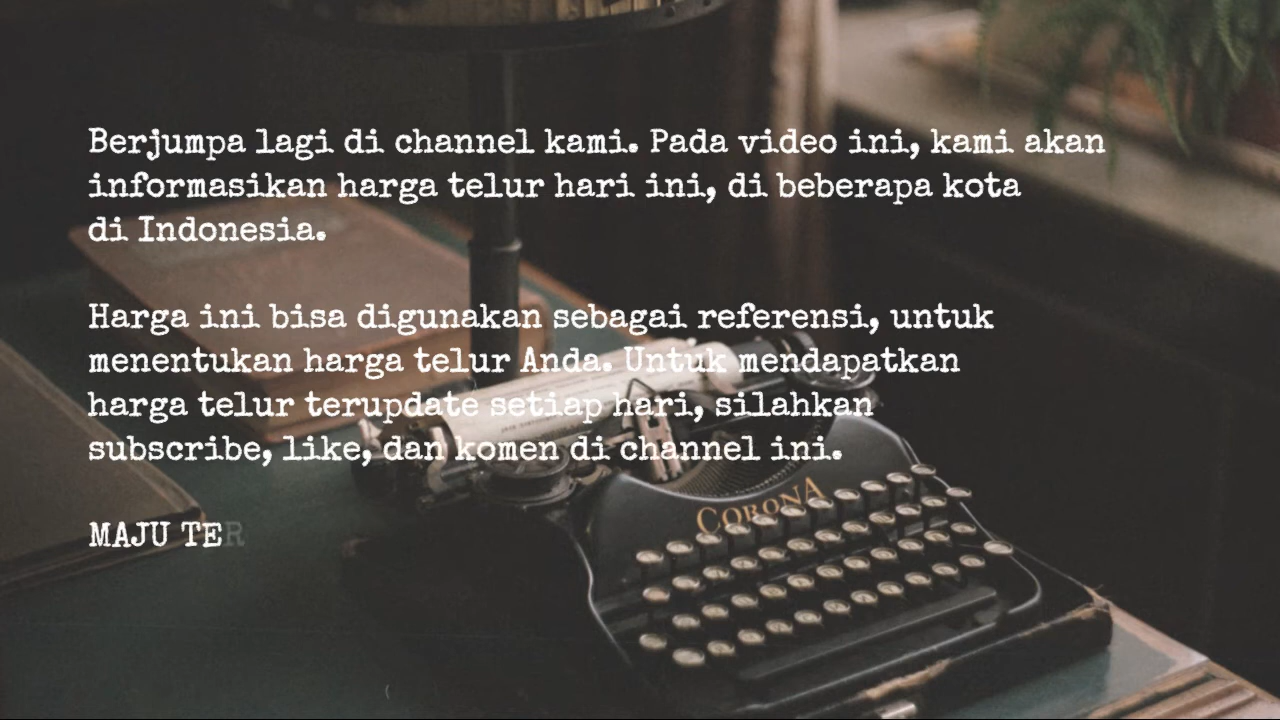 Berjumpa lagi di channel kami. Pada video ini, kami akan
informasikan harga telur hari ini, di beberapa kota
di Indonesia.
Harga ini bisa digunakan sebagai referensi, untuk
menentukan harga telur Anda. Untuk mendapatkan
harga telur terupdate setiap hari, silahkan
subscribe, like, dan komen di channel ini.
MAJU TER
CORONA